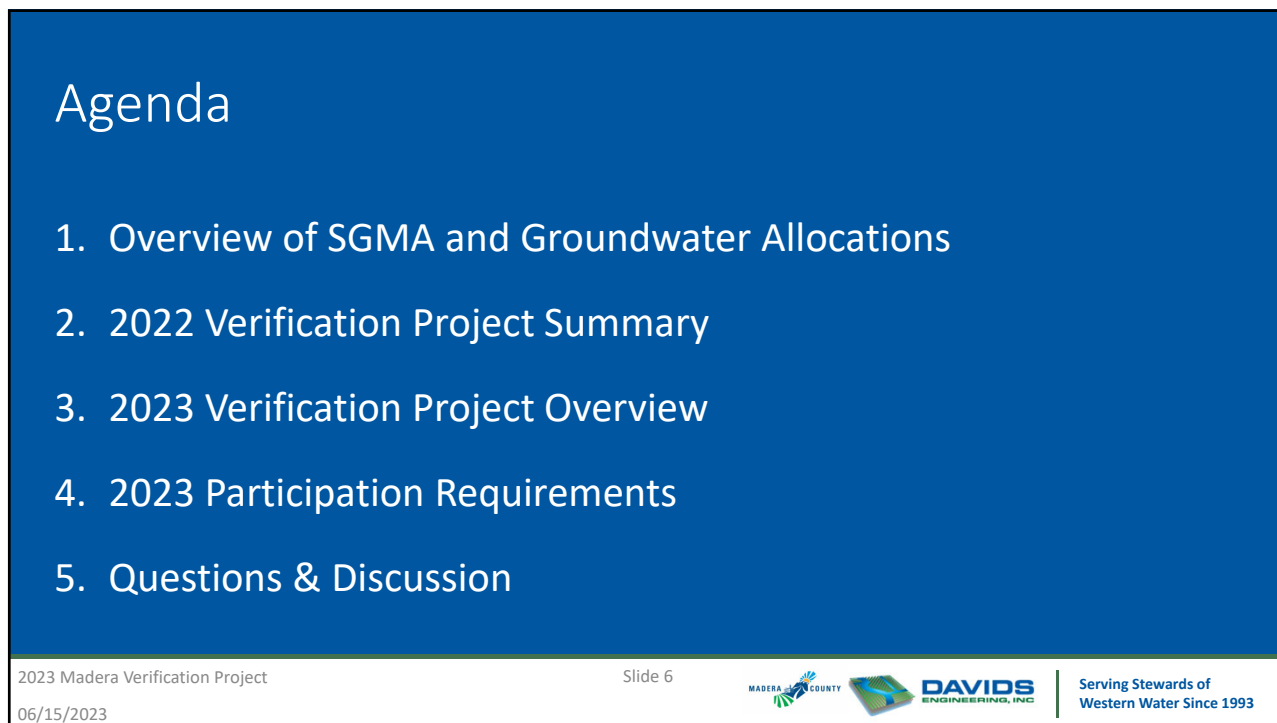 Agenda
1. Overview of SGMA and Groundwater Allocations
2. 2022 Verification Project Summary
3. 2023 Verification Project Overview
4. 2023 Participation Requirements
5. Questions & Discussion
2023 Madera Verification Project
06/15/2023
Slide 6
MADERA COUNTY
DAVIDS
ENGINEERING, INC
Serving Stewards of
Western Water Since 1993